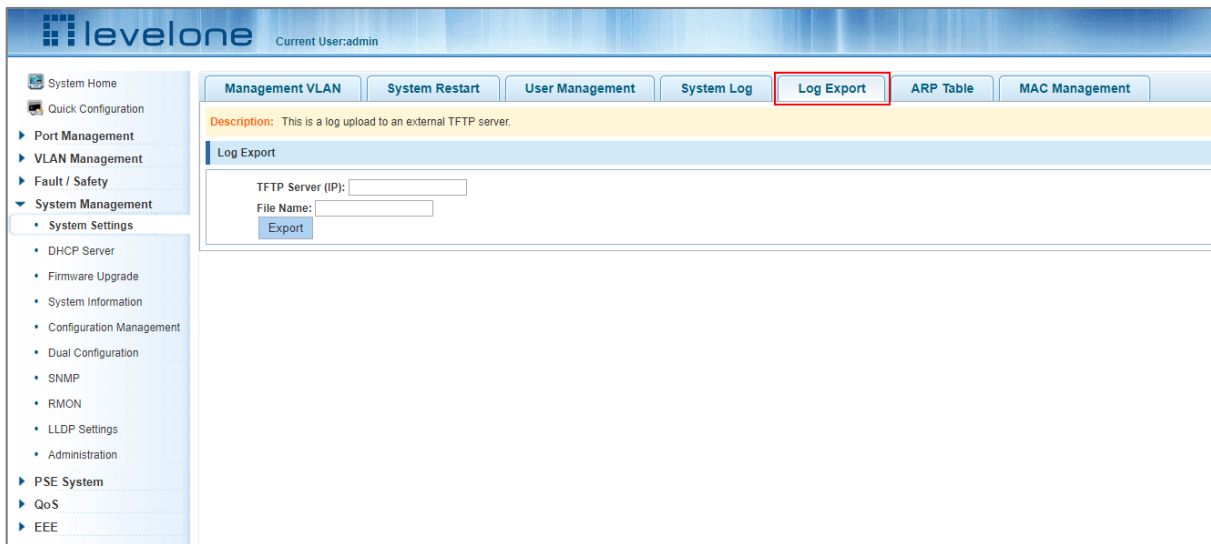 levelone Current User:admin
System Home
Quick Configuration
Port Management
VLAN Management
Fault / Safety
System Management
System Settings
DHCP Server
Firmware Upgrade
System Information
Configuration Management
Dual Configuration
SNMP
RMON
LLDP Settings
Administration
PSE System
QoS
EEE
Management VLAN System Restart User Management System Log Log Export ARP Table MAC Management
Description: This is a log upload to an external TFTP server.
Log Export
TFTP Server (IP):
File Name:
Export